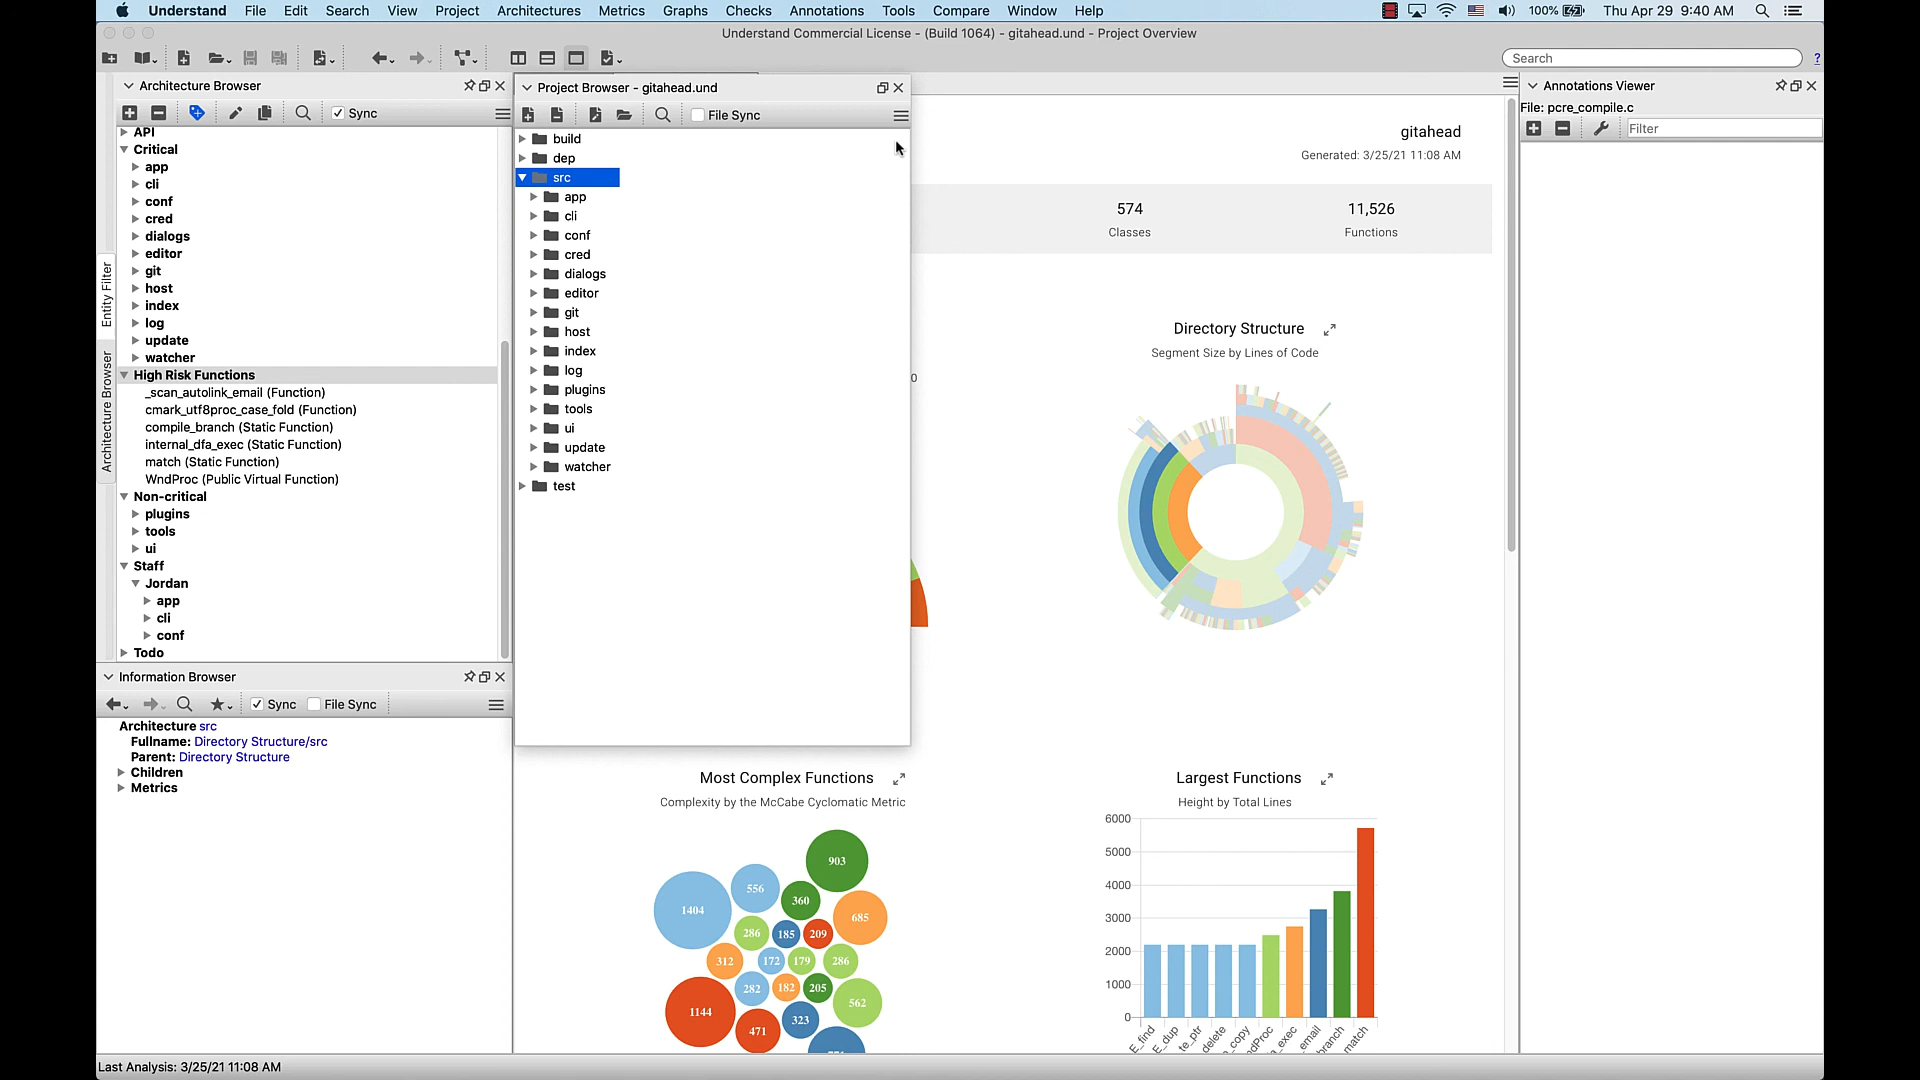 Understand File Edit Search View Project Architectures Metrics Graphs Checks Annotations Tools Compare Window Help 100% Thu Apr 29 9:40 AM
Understand Commercial License - (Build 1064) - gitahead.und - Project Overview
Search
?
Architecture Browser
Sync
API
Critical
app
cli
conf
cred
dialogs
editor
git
host
index
log
update
watcher
High Risk Functions
_scan_autolink_email (Function)
cmark_utf8proc_case_fold (Function)
compile_branch (Static Function)
internal_dfa_exec (Static Function)
match (Static Function)
WndProc (Public Virtual Function)
Non-critical
plugins
tools
ui
Staff
Jordan
app
cli
conf
Todo
Entity Filter
Architecture Browser
Information Browser
Sync File Sync
Architecture src
Fullname: Directory Structure/src
Parent: Directory Structure
Children
Metrics
Project Browser - gitahead.und
File Sync
build
dep
src
app
cli
conf
cred
dialogs
editor
git
host
index
log
plugins
tools
ui
update
watcher
test
gitahead
Generated: 3/25/21 11:08 AM
574
Classes
11,526
Functions
0
Directory Structure
Segment Size by Lines of Code
Most Complex Functions
Complexity by the McCabe Cyclomatic Metric
903
556
1404
360
685
286
185
209
312
172
179
286
282
182
205
562
1144
471
323
Largest Functions
Height by Total Lines
6000
5000
4000
3000
2000
1000
0
E_find
E_dup
te_ptr
delete
_copy
ndProc
_exec
_email
branch
match
Annotations Viewer
File: pcre_compile.c
Filter
Last Analysis: 3/25/21 11:08 AM